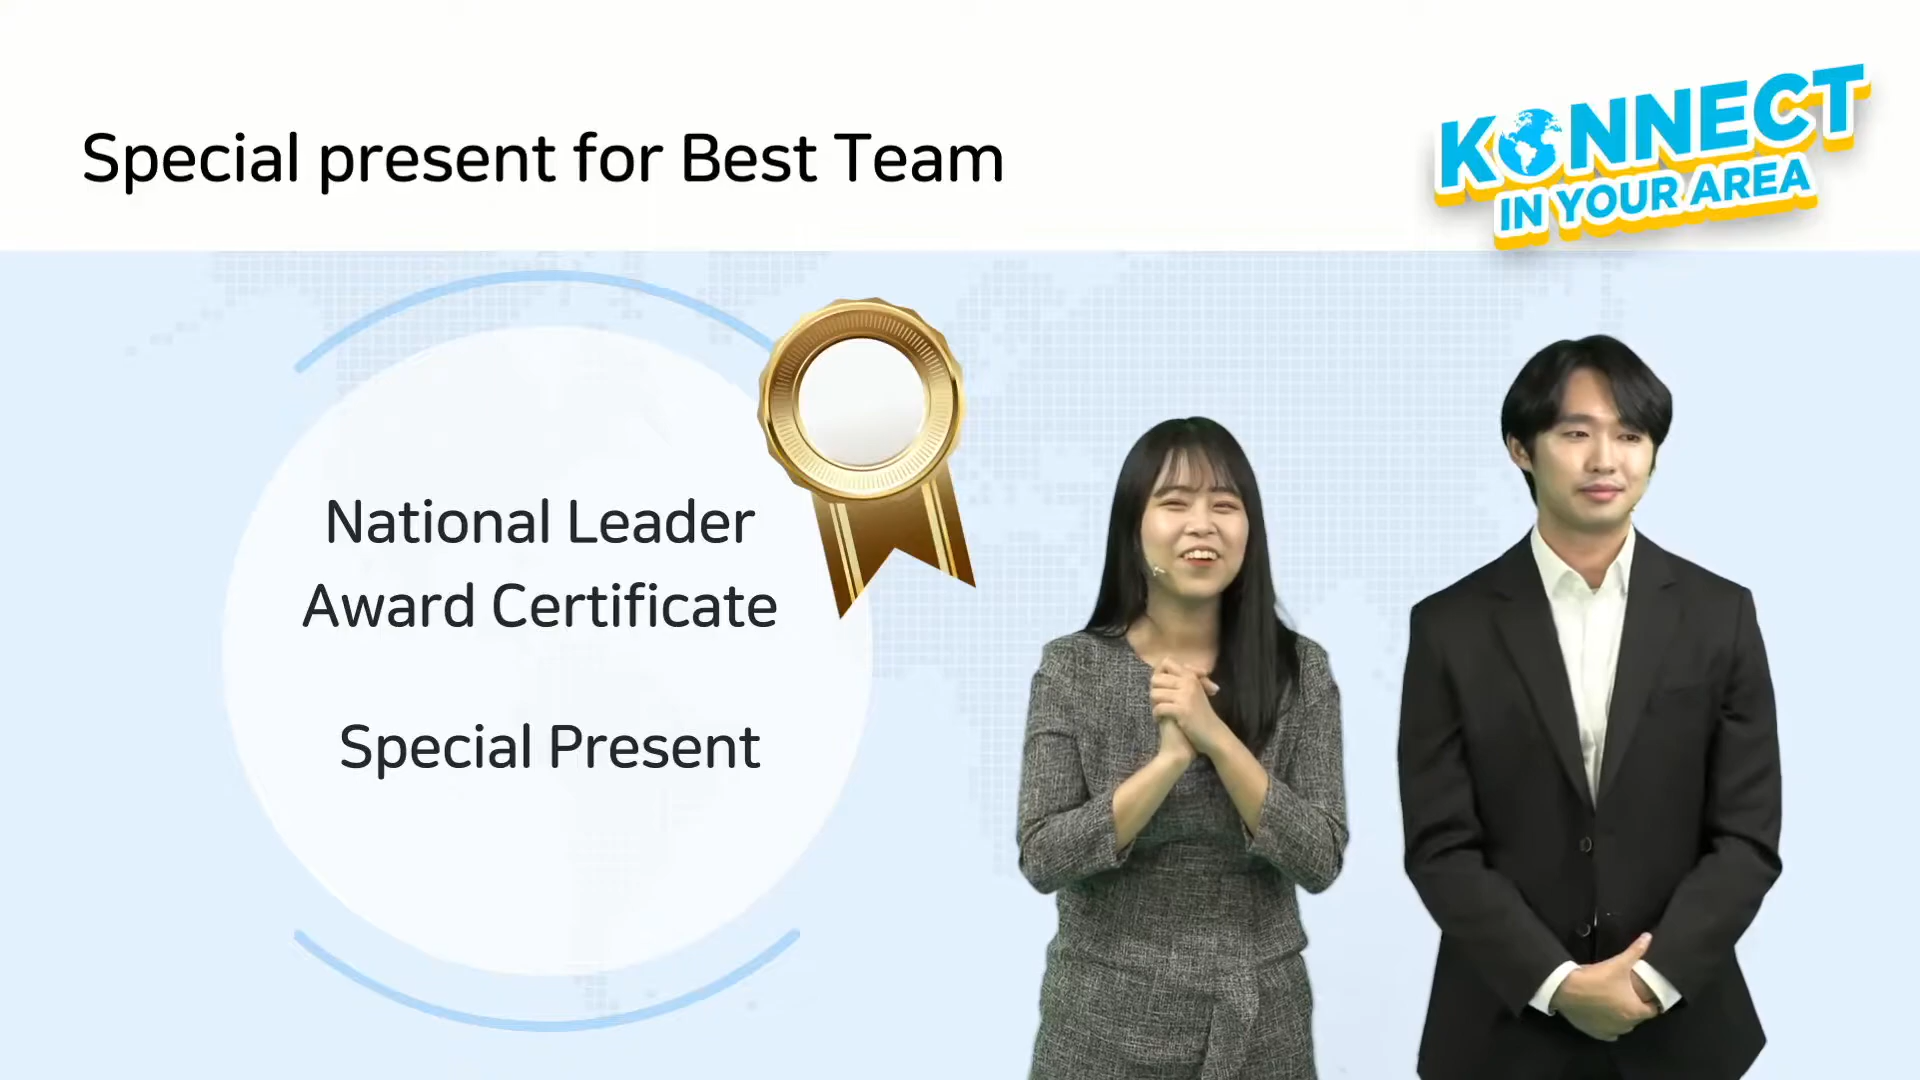 Special present for Best Team
KONNECT
IN YOUR AREA
National Leader
Award Certificate
Special Present